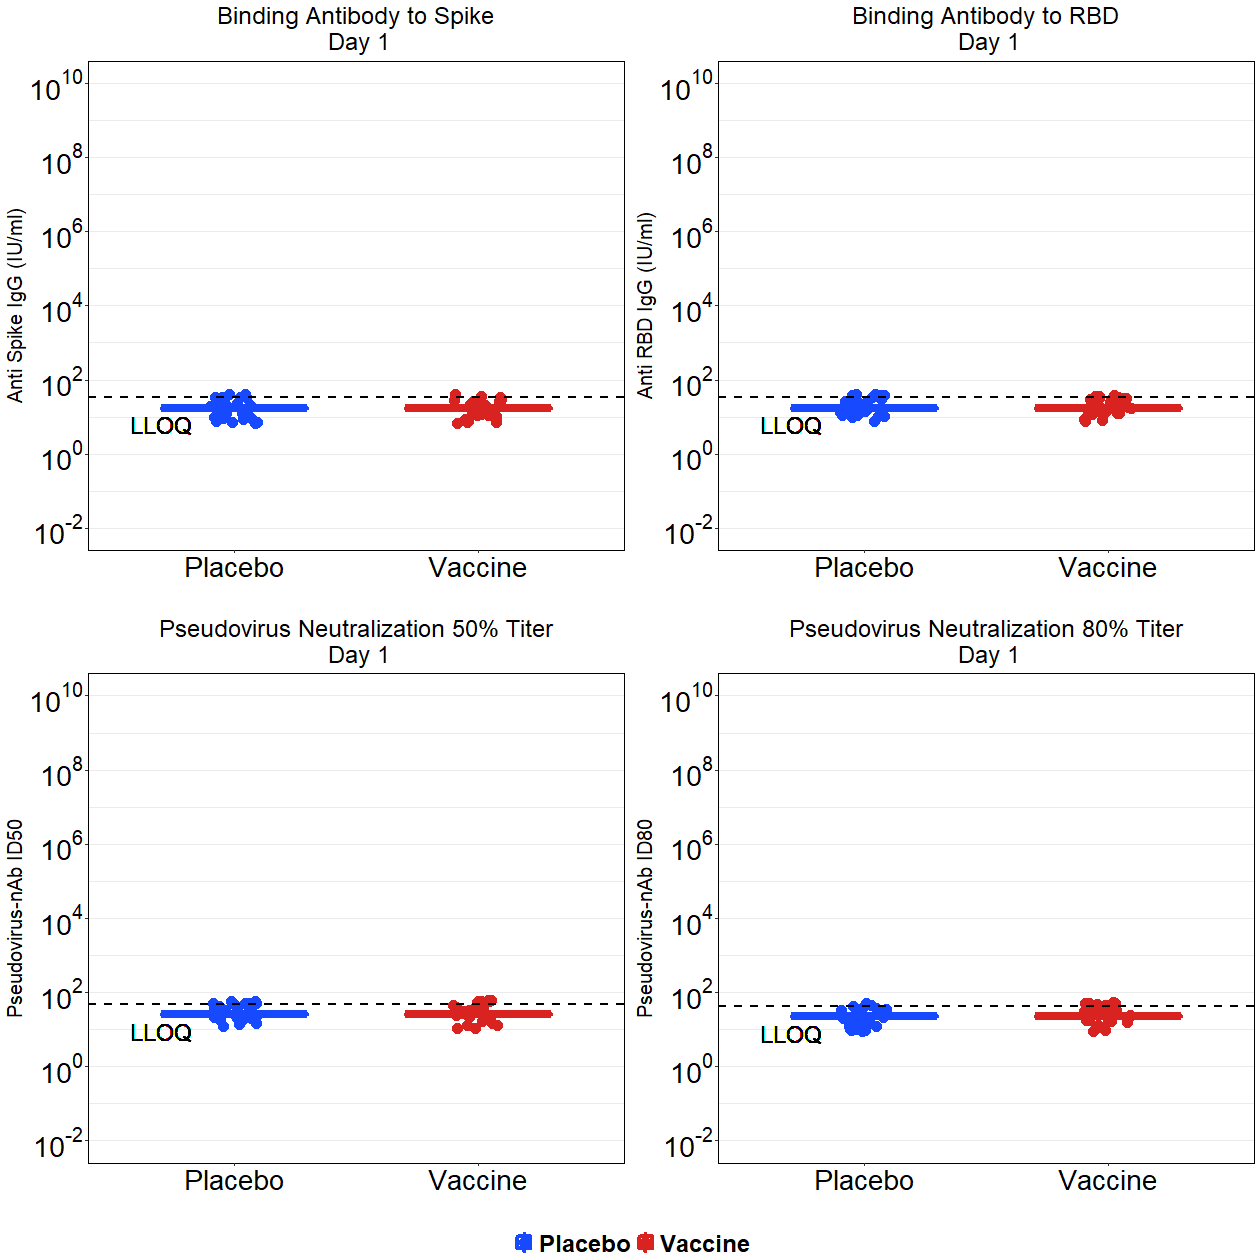 Binding Antibody to Spike
Day 1
Anti Spike IgG (IU/ml)
10^10
10^8
10^6
10^4
10^2
10^0
10^-2
LLOQ
Placebo Vaccine
Binding Antibody to RBD
Day 1
Anti RBD IgG (IU/ml)
10^10
10^8
10^6
10^4
10^2
10^0
10^-2
LLOQ
Placebo Vaccine
Pseudovirus Neutralization 50% Titer
Day 1
Pseudovirus-nAb ID50
10^10
10^8
10^6
10^4
10^2
10^0
10^-2
LLOQ
Placebo Vaccine
Pseudovirus Neutralization 80% Titer
Day 1
Pseudovirus-nAb ID80
10^10
10^8
10^6
10^4
10^2
10^0
10^-2
LLOQ
Placebo Vaccine
Placebo Vaccine